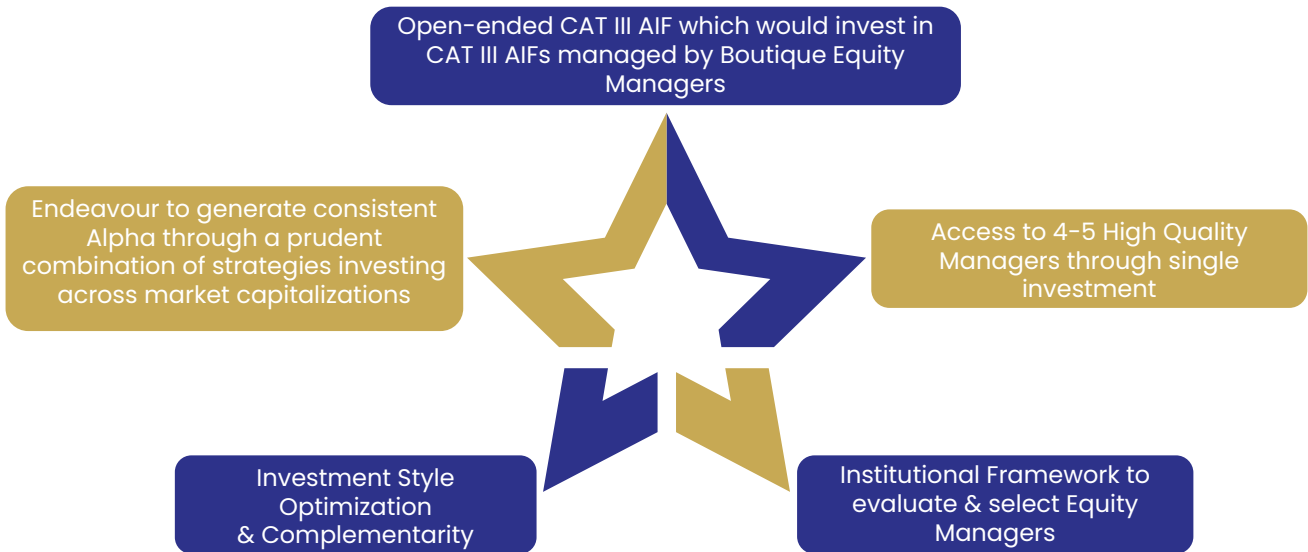 Open-ended CAT III AIF which would invest in
CAT III AIFs managed by Boutique Equity
Managers
Endeavour to generate consistent
Alpha through a prudent
combination of strategies investing
across market capitalizations
Access to 4-5 High Quality
Managers through single
investment
Investment Style
Optimization
& Complementarity
Institutional Framework to
evaluate & select Equity
Managers